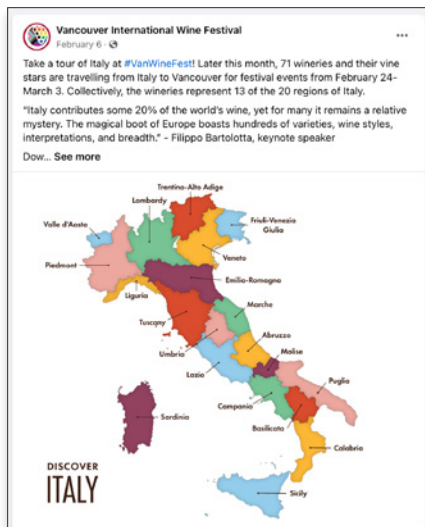 Vancouver International Wine Festival
February 6 ·
Take a tour of Italy at #VanWineFest! Later this month, 71 wineries and their vine
stars are travelling from Italy to Vancouver for festival events from February 24-
March 3. Collectively, the wineries represent 13 of the 20 regions of Italy.
“Italy contributes some 20% of the world’s wine, yet for many it remains a relative
mystery. The magical boot of Europe boasts hundreds of varieties, wine styles,
interpretations, and breadth.” - Filippo Bartolotta, keynote speaker
Dow... See more
Trentino-Alto Adige
Lombardy
Valle d'Aosta
Friuli-Venezia
Giulia
Veneto
Piedmont
Emilia-Romagna
Liguria
Marche
Tuscany
Abruzzo
Umbria
Molise
Lazio
Puglia
Campania
Sardinia
Basilicata
Calabria
DISCOVER
ITALY
Sicily